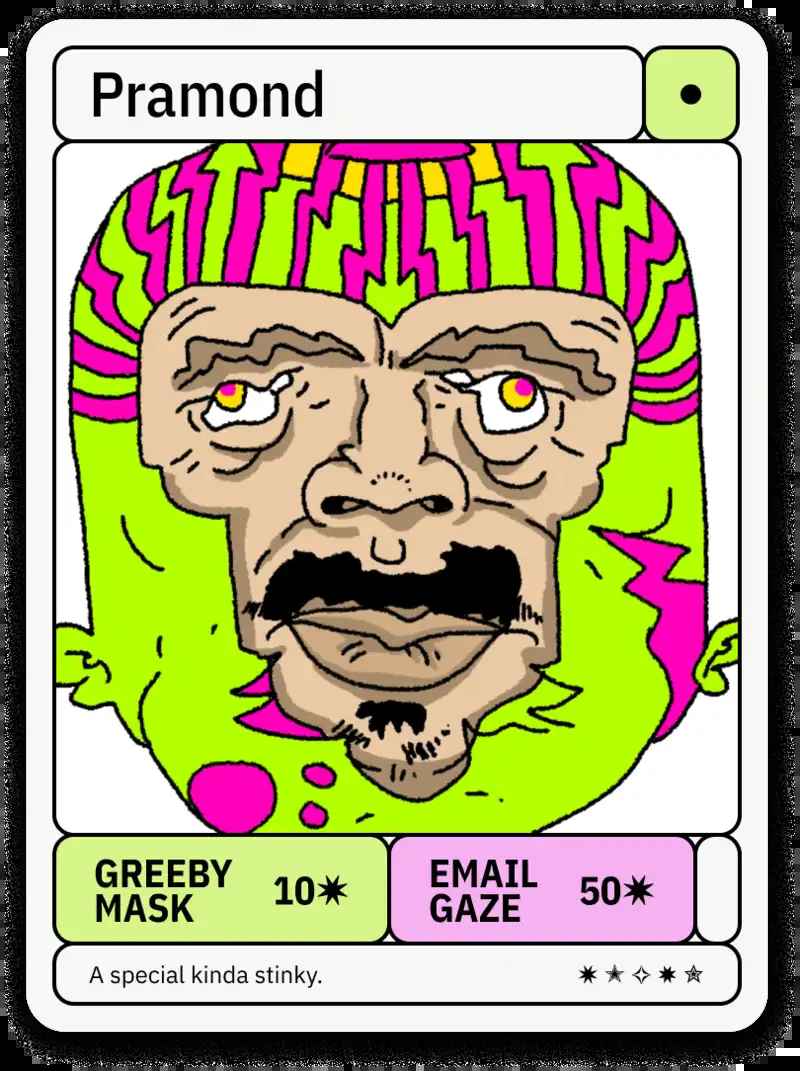 Pramond
GREEBY
MASK
10✷
EMAIL
GAZE
50✷
A special kinda stinky.